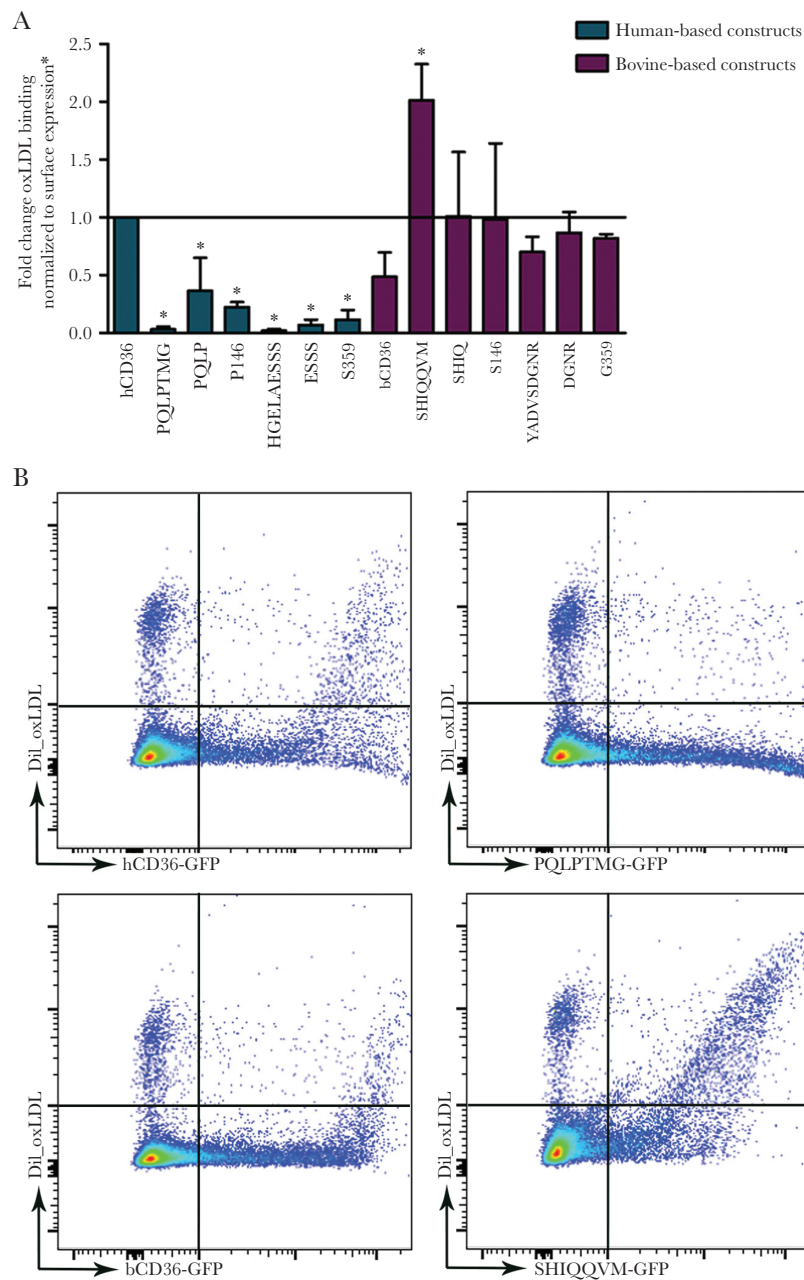 A
Human-based constructs
Bovine-based constructs
Fold change oxLDL binding
normalized to surface expression*
2.5
2.0
1.5
1.0
0.5
0.0
*
*
*
*
*
*
*
hCD36
PQLPTMG
PQLP
P146
HGELAESSS
ESSS
S359
bCD36
SHIQQVM
SHIQ
S146
YADVSDGNR
DGNR
G359
B
Dil_oxLDL
hCD36-GFP
Dil_oxLDL
PQLPTMG-GFP
Dil_oxLDL
bCD36-GFP
Dil_oxLDL
SHIQQVM-GFP